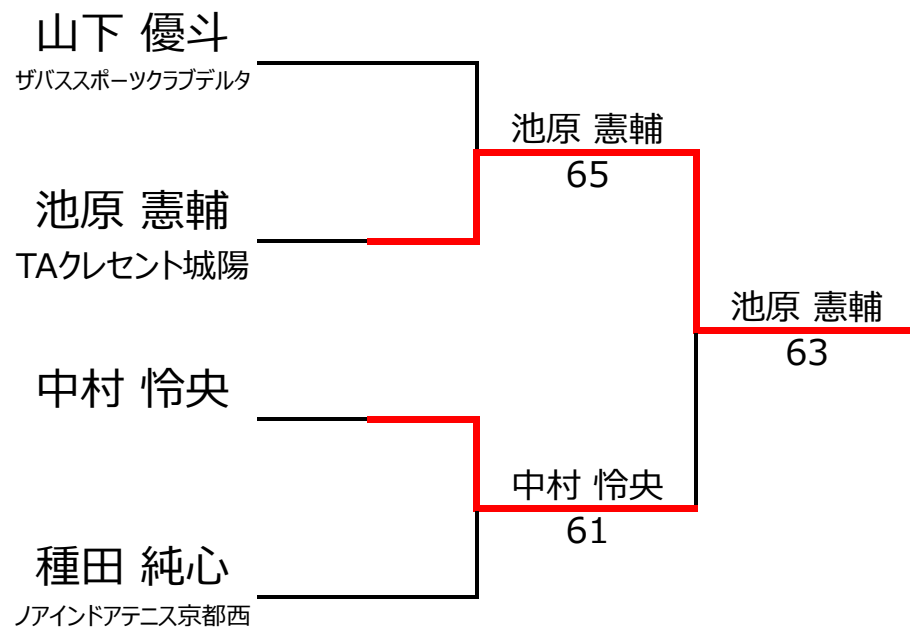 山下 優斗
ザバススポーツクラブデルタ
池原 憲輔
65
池原 憲輔
TAクレセント城陽
池原 憲輔
63
中村 怜央
中村 怜央
61
種田 純心
ノアインドアテニス京都西